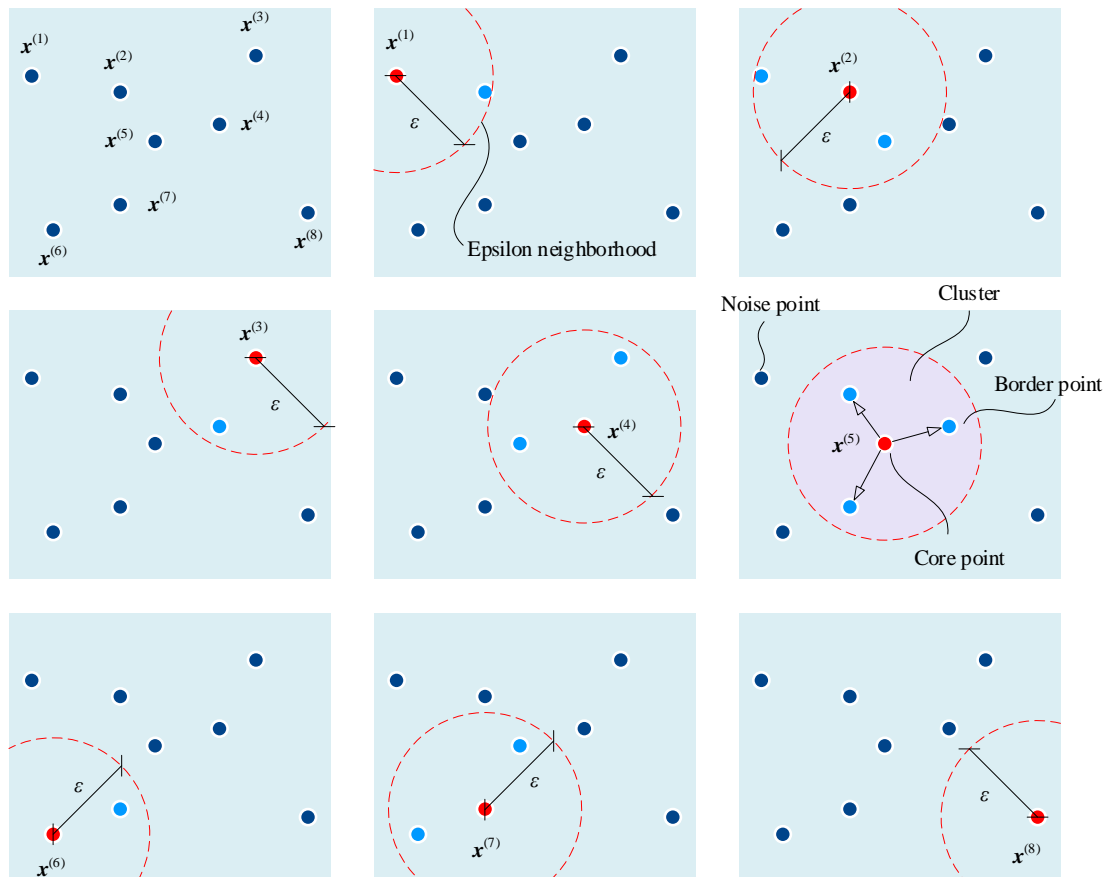 x(1)
x(2)
x(3)
x(4)
x(5)
x(6)
x(7)
x(8)
x(1)
ε
Epsilon neighborhood
x(2)
ε
x(3)
ε
x(4)
ε
Noise point
Cluster
Border point
x(5)
Core point
x(6)
ε
x(7)
ε
x(8)
ε